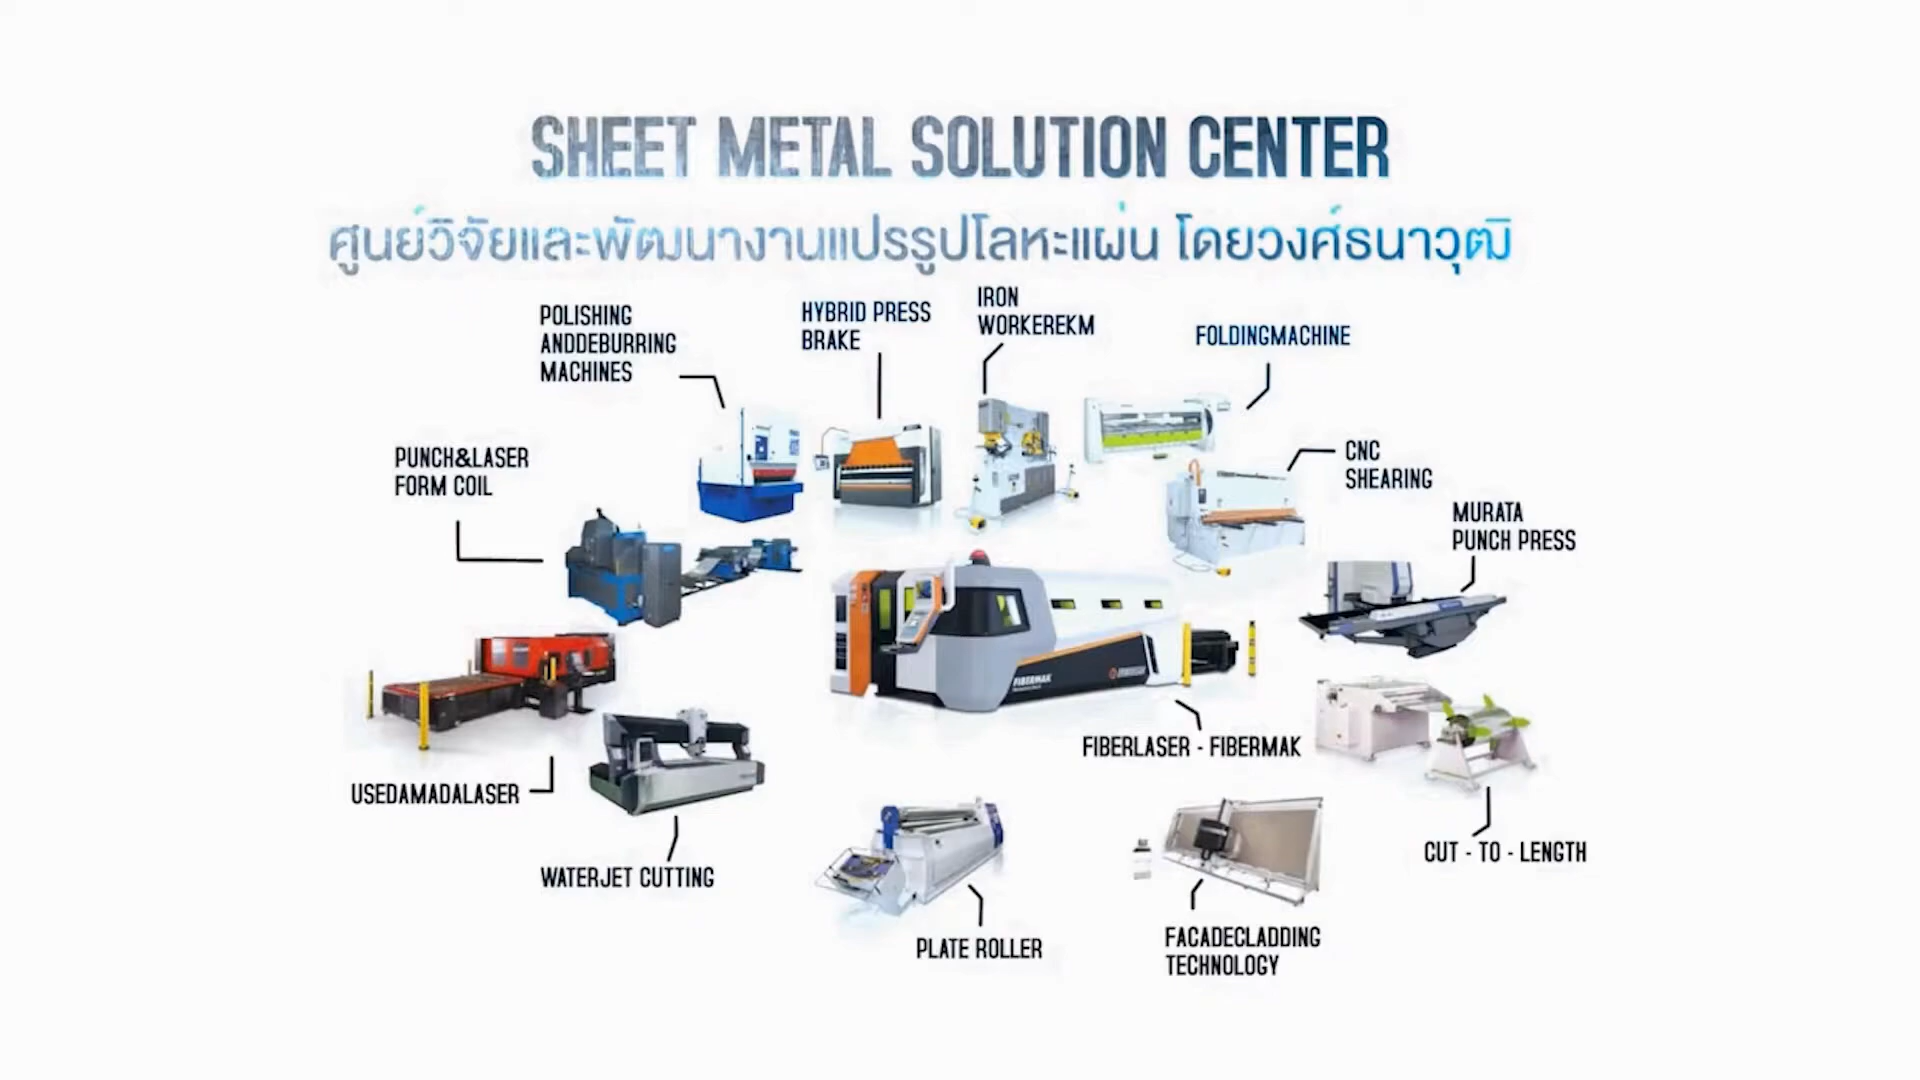 SHEET METAL SOLUTION CENTER
ศูนย์วิจัยและพัฒนางานแปรรูปโลหะแผ่น โดยวงศ์ธนาวุฒิ
POLISHING
ANDDEBURRING
MACHINES
HYBRID PRESS
BRAKE
IRON
WORKEREKM
FOLDINGMACHINE
PUNCH&LASER
FORM COIL
CNC
SHEARING
MURATA
PUNCH PRESS
FIBERMAK
FIBERLASER - FIBERMAK
USEDAMADALASER
WATERJET CUTTING
CUT - TO - LENGTH
PLATE ROLLER
FACADECLADDING
TECHNOLOGY